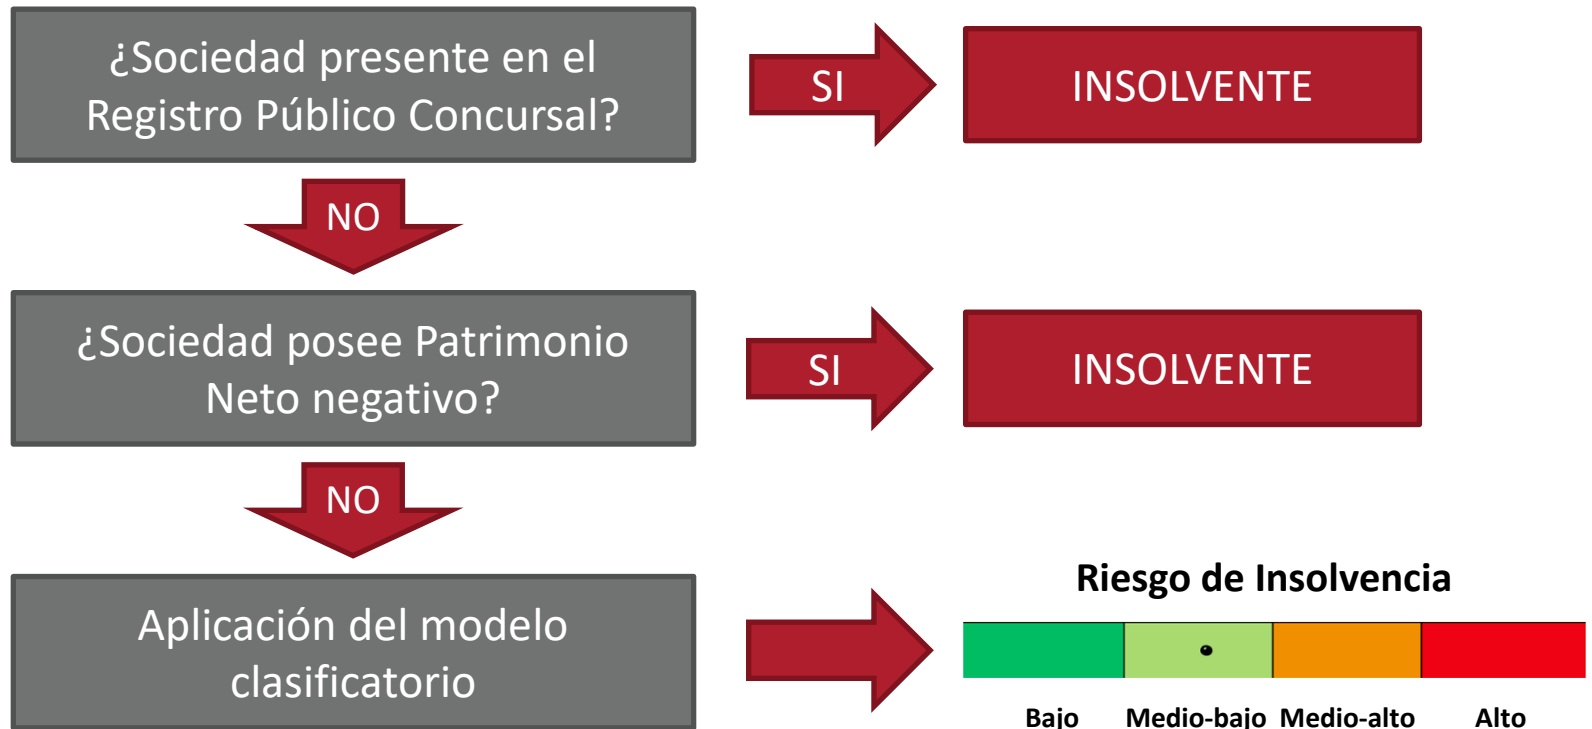 ¿Sociedad presente en el
Registro Público Concursal?
SI
INSOLVENTE
NO
¿Sociedad posee Patrimonio
Neto negativo?
SI
INSOLVENTE
NO
Aplicación del modelo
clasificatorio
Riesgo de Insolvencia
Bajo Medio-bajo Medio-alto Alto